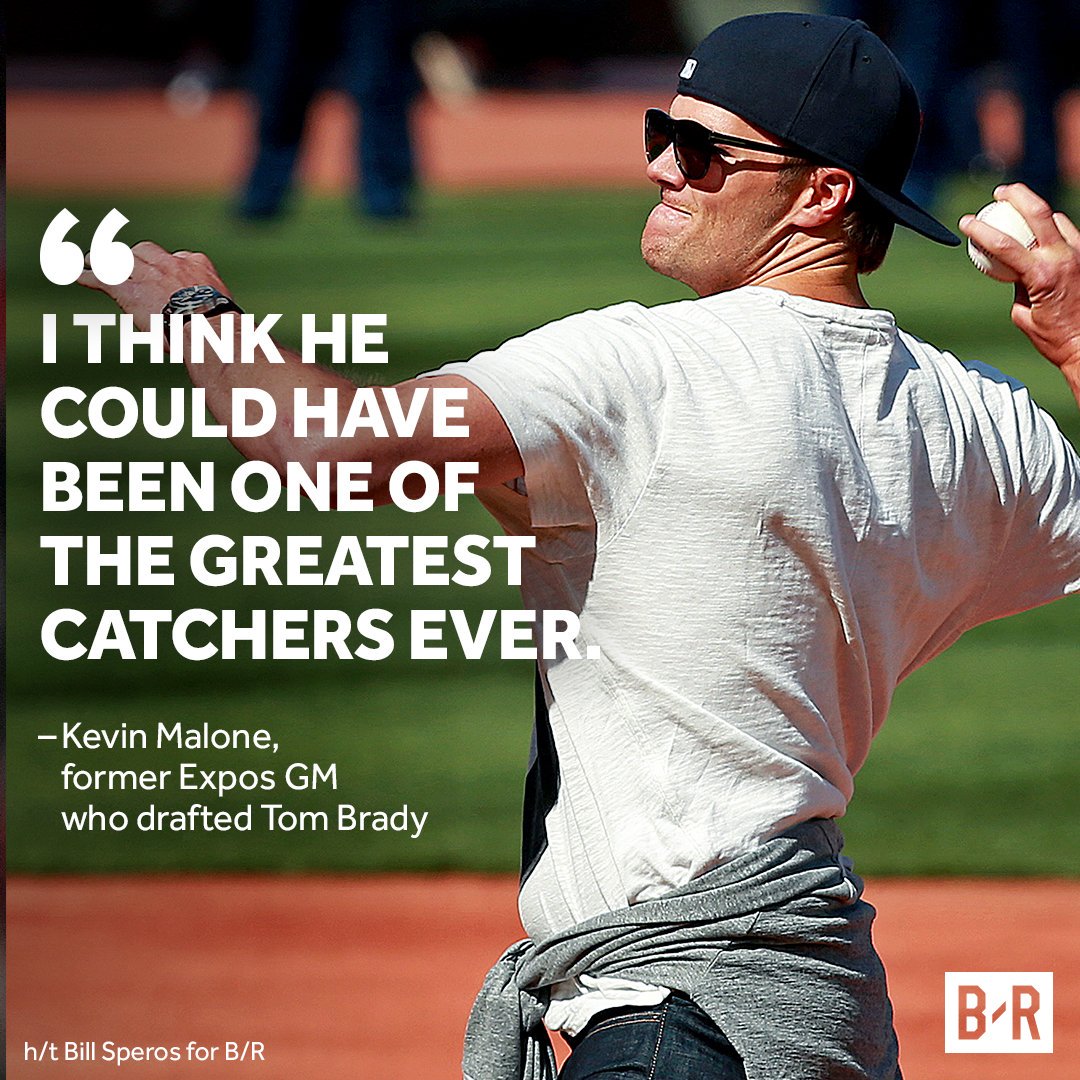 “
I THINK HE
COULD HAVE
BEEN ONE OF
THE GREATEST
CATCHERS EVER.
–Kevin Malone,
former Expos GM
who drafted Tom Brady
h/t Bill Speros for B/R
B/R